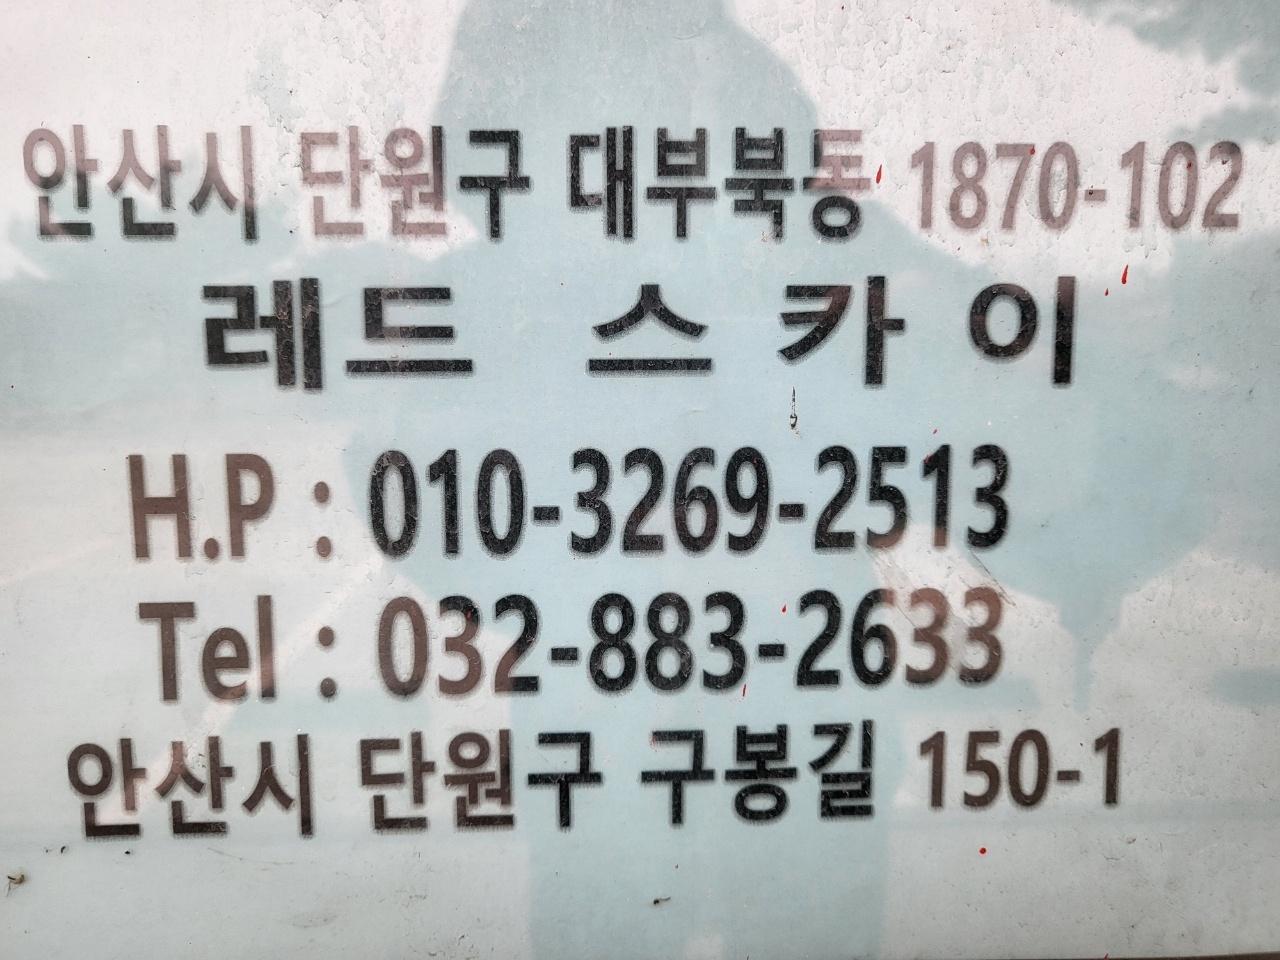 안산시 단원구 대부북동 1870-102
레드 스카이
H.P : 010-3269-2513
Tel : 032-883-2633
안산시 단원구 구봉길 150-1